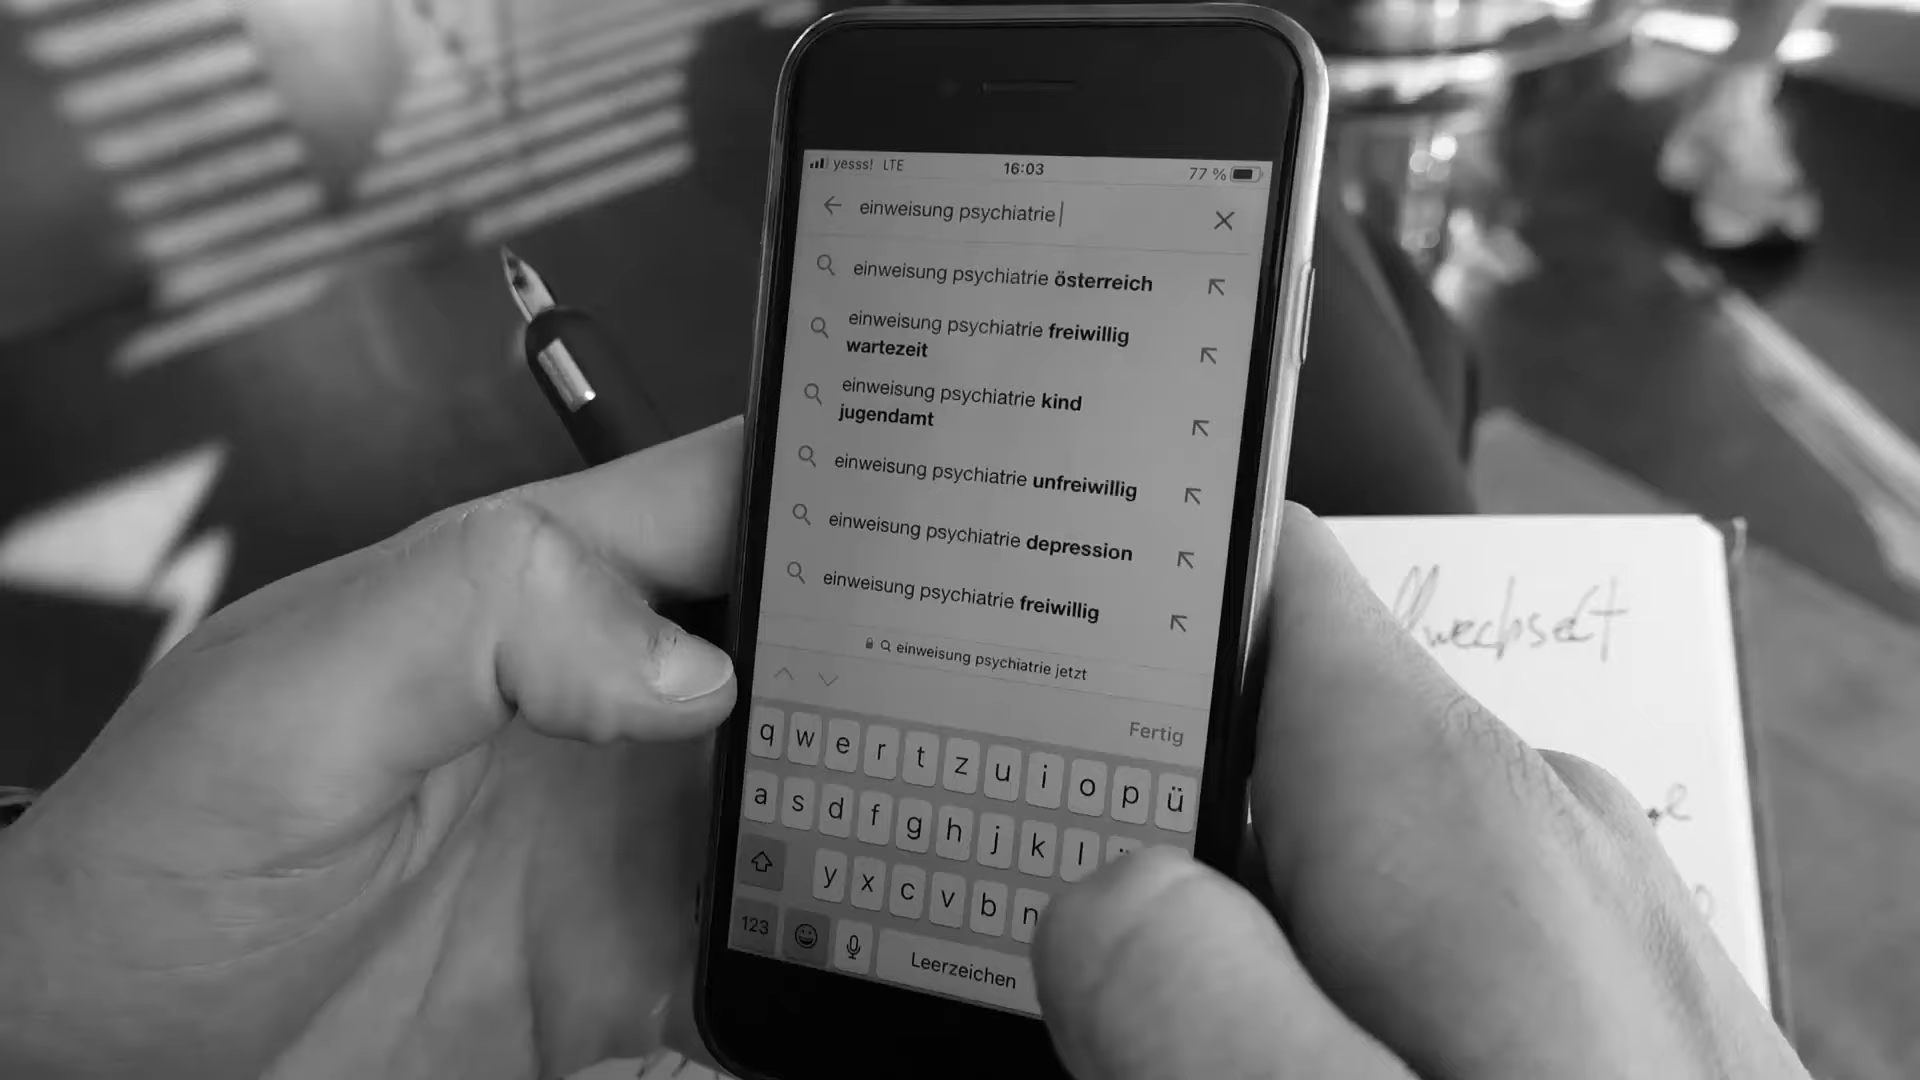 yesss! LTE 16:03 77 %
einweisung psychiatrie
einweisung psychiatrie österreich
einweisung psychiatrie freiwillig
wartezeit
einweisung psychiatrie kind
jugendamt
einweisung psychiatrie unfreiwillig
einweisung psychiatrie depression
einweisung psychiatrie freiwillig
einweisung psychiatrie jetzt
Fertig
q w e r t z u i o p ü
a s d f g h j k l
y x c v b n
123 Leerzeichen